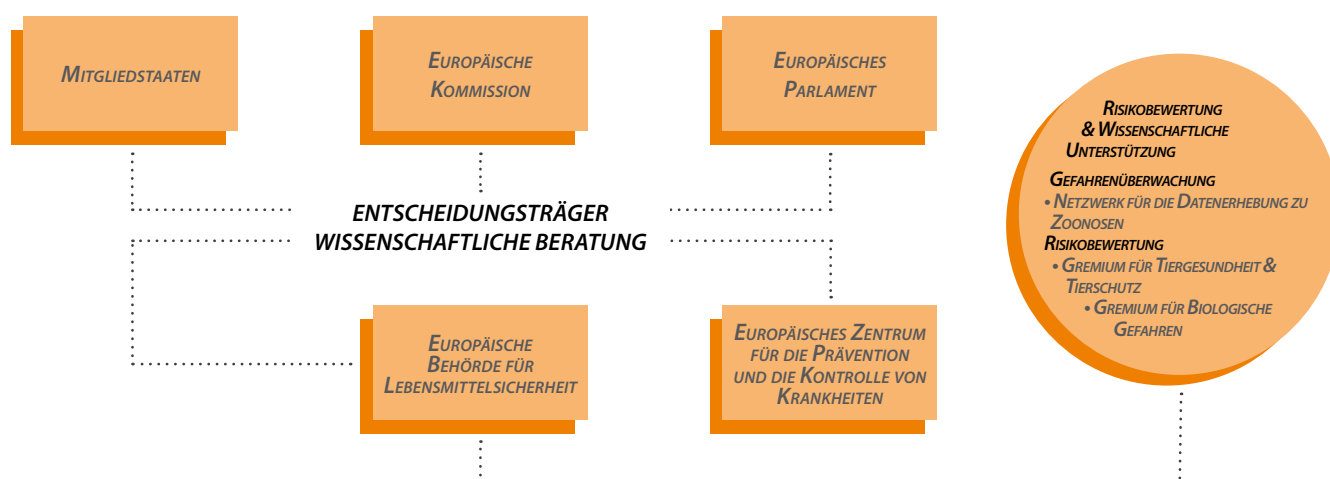 Mitgliedstaaten
Europäische
Kommission
Europäisches
Parlament
ENTSCHEIDUNGSTRÄGER
WISSENSCHAFTLICHE BERATUNG
Europäische
Behörde für
Lebensmittelsicherheit
Europäisches Zentrum
für die Prävention
und die Kontrolle von
Krankheiten
Risikobewertung
& Wissenschaftliche
Unterstützung
Gefahrenüberwachung
• Netzwerk für die Datenerhebung zu
Zoonosen
Risikobewertung
• Gremium für Tiergesundheit &
Tierschutz
• Gremium für Biologische
Gefahren